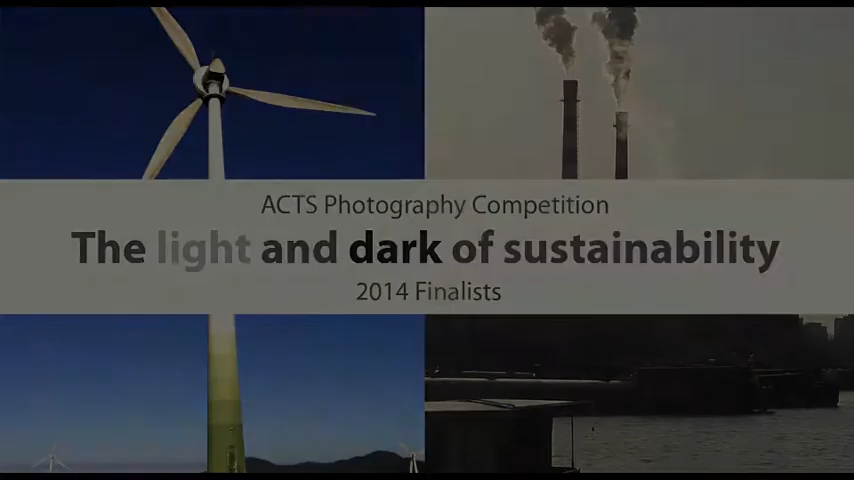 ACTS Photography Competition
The light and dark of sustainability
2014 Finalists